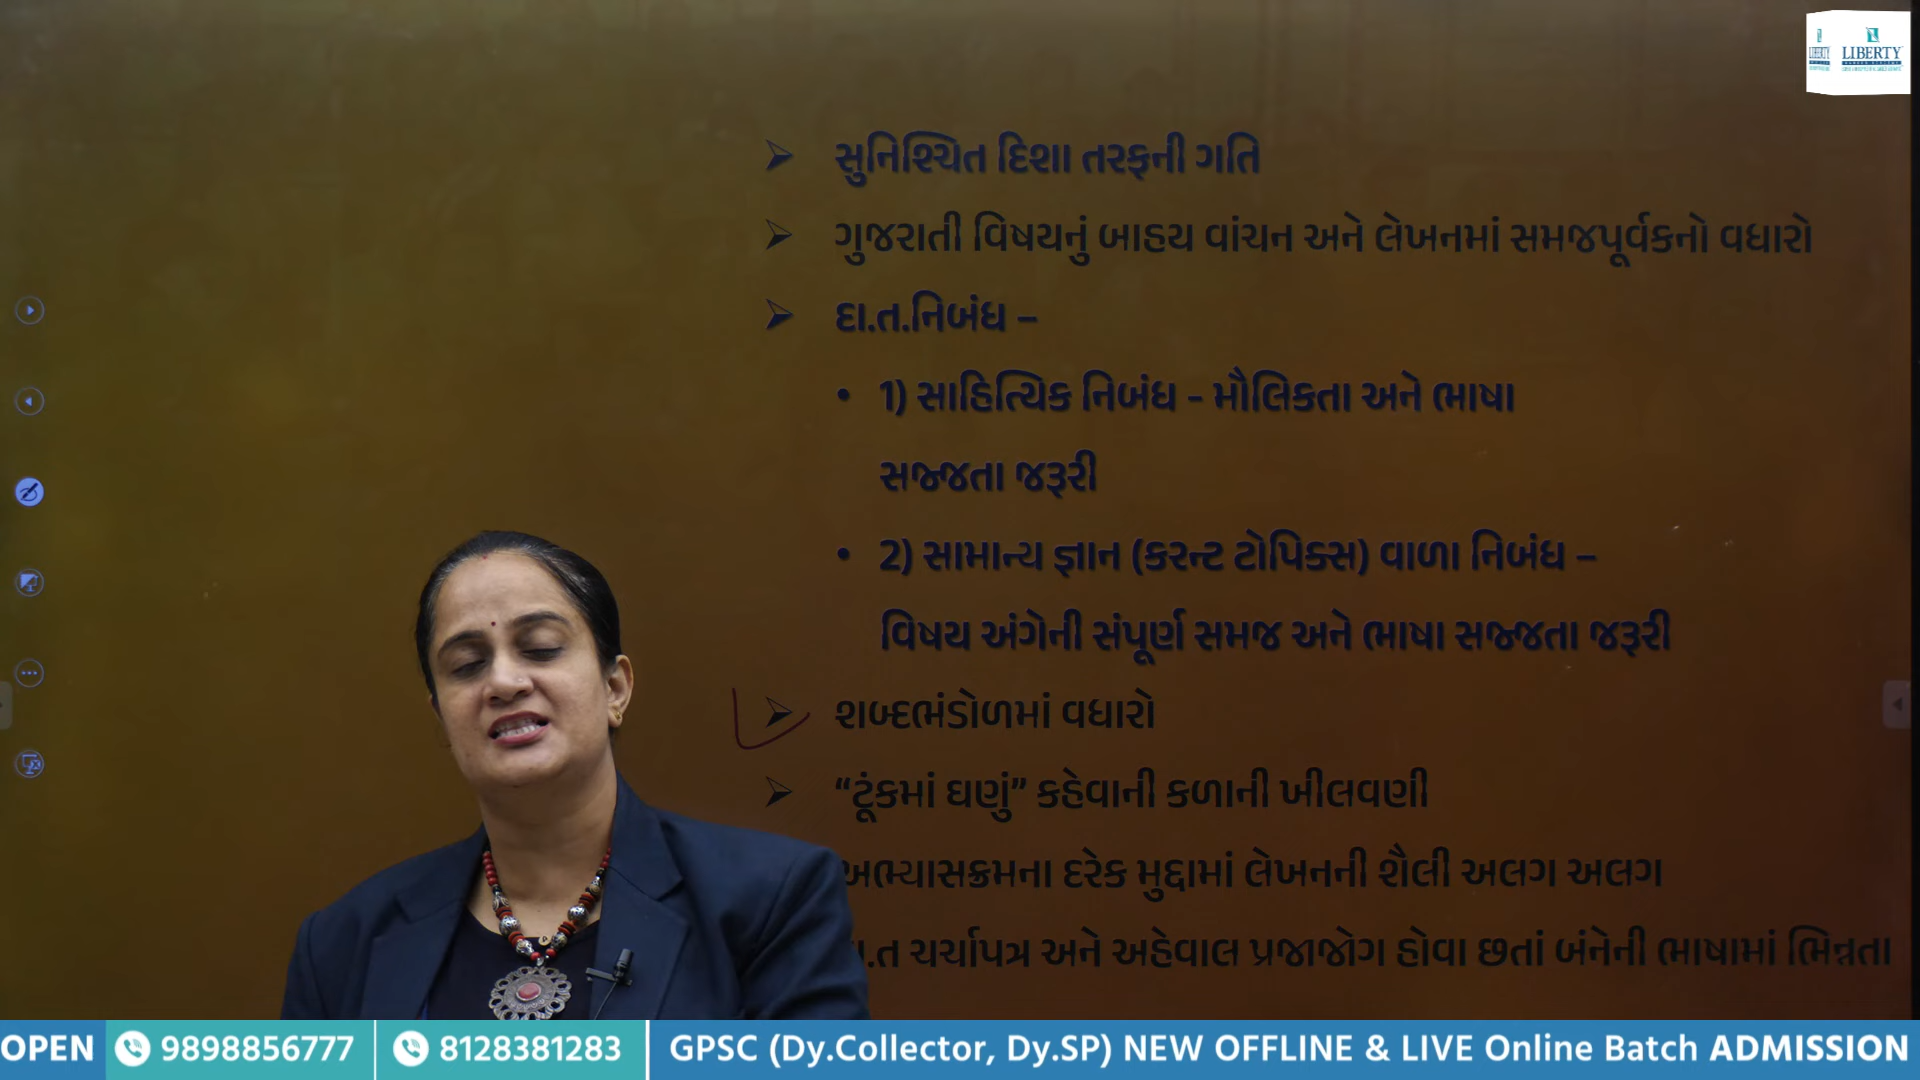 LIBERTY
સુનિશ્ચિત દિશા તરફની ગતિ
ગુજરાતી વિષયનું બાહય વાંચન અને લેખનમાં સમજપૂર્વકનો વધારો
દા.ત.નિબંધ –
1) સાહિત્યિક નિબંધ - મૌલિકતા અને ભાષા
સજ્જતા જરૂરી
2) સામાન્ય જ્ઞાન (કરન્ટ ટોપિક્સ) વાળા નિબંધ –
વિષય અંગેની સંપૂર્ણ સમજ અને ભાષા સજ્જતા જરૂરી
શબ્દભંડોળમાં વધારો
“ટૂંકમાં ઘણું” કહેવાની કળાની ખીલવણી
અભ્યાસક્રમના દરેક મુદ્દામાં લેખનની શૈલી અલગ અલગ
.ત ચર્ચાપત્ર અને અહેવાલ પ્રજાજોગ હોવા છતાં બંનેની ભાષામાં ભિન્નતા
OPEN 9898856777 8128381283 GPSC (Dy.Collector, Dy.SP) NEW OFFLINE & LIVE Online Batch ADMISSION